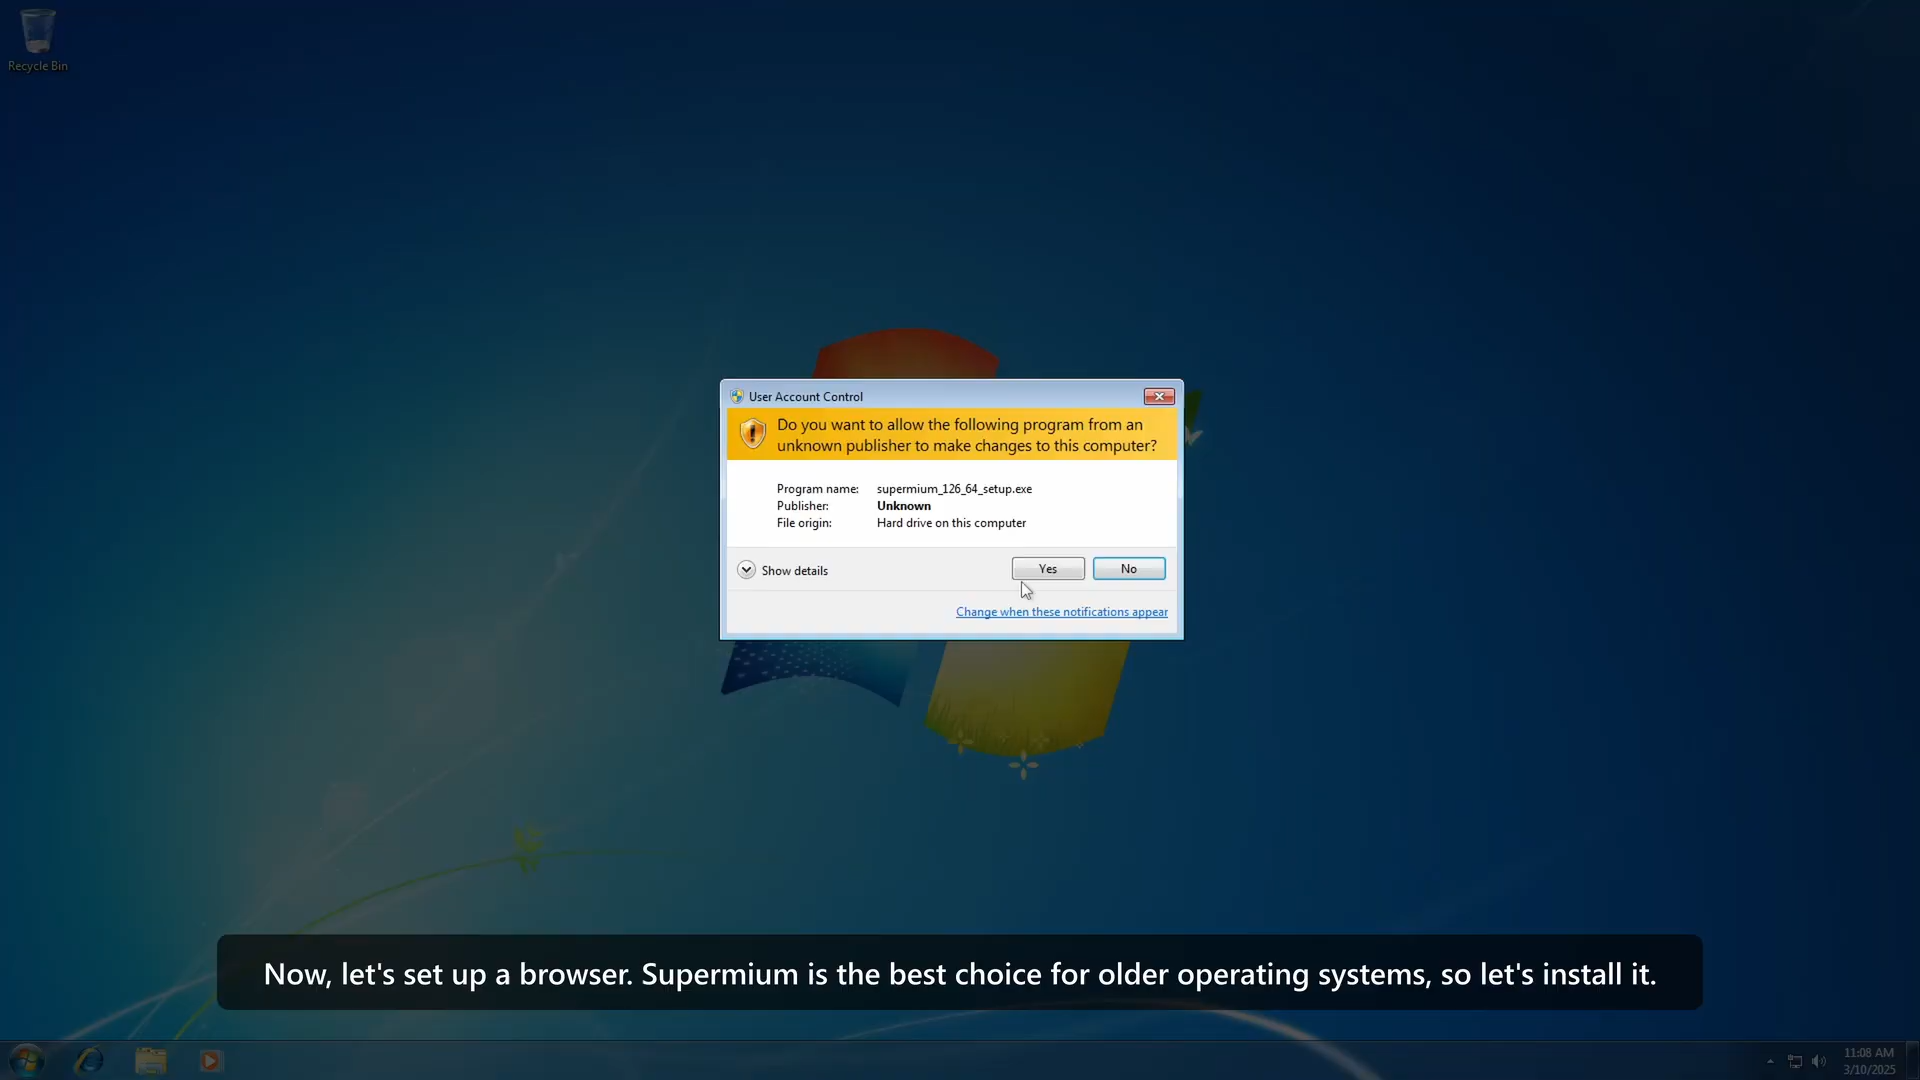 Recycle Bin
User Account Control
Do you want to allow the following program from an
unknown publisher to make changes to this computer?
Program name: supermium_126_64_setup.exe
Publisher: Unknown
File origin: Hard drive on this computer
Show details
Yes
No
Change when these notifications appear
Now, let's set up a browser. Supermium is the best choice for older operating systems, so let's install it.
11:08 AM
3/10/2025